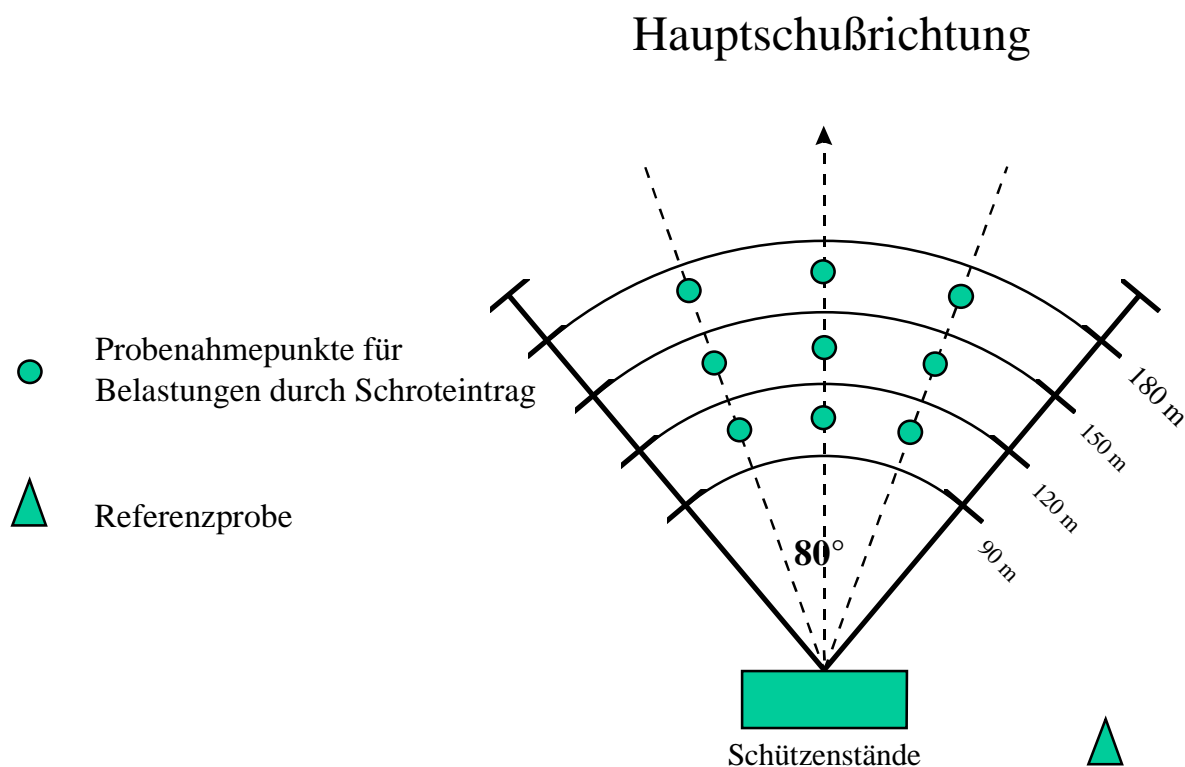 Hauptschußrichtung
Probenahmepunkte für
Belastungen durch Schroteintrag
Referenzprobe
180 m
150 m
120 m
90 m
80°
Schützenstände